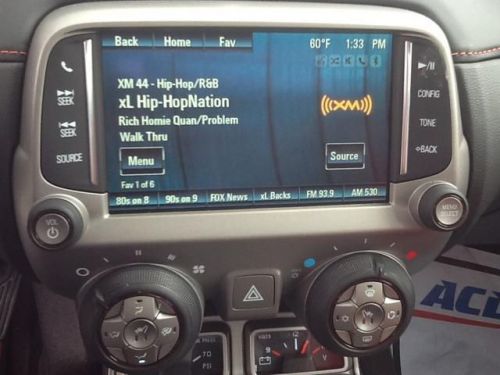 Back Home Fav 60°F 1:33 PM
XM 44 - Hip-Hop/R&B
xL Hip-HopNation
((XM))
Rich Homie Quan/Problem
Walk Thru
Menu Source
Fav 1 of 6
80s on 8 90s on 9 FOX News xL Backs FM 93.9 AM 530
SEEK
SEEK
SOURCE
CONFIG
TONE
BACK
VOL
MENU
SELECT
PSI
ACD